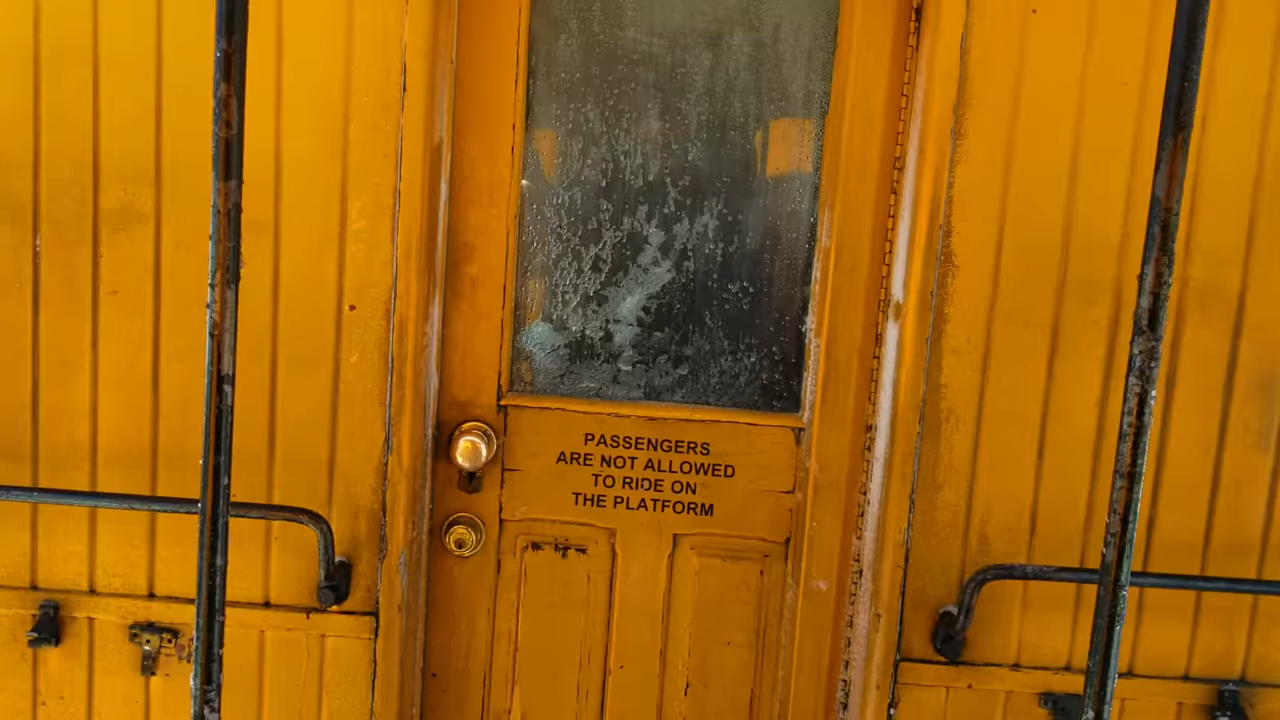 PASSENGERS
ARE NOT ALLOWED
TO RIDE ON
THE PLATFORM